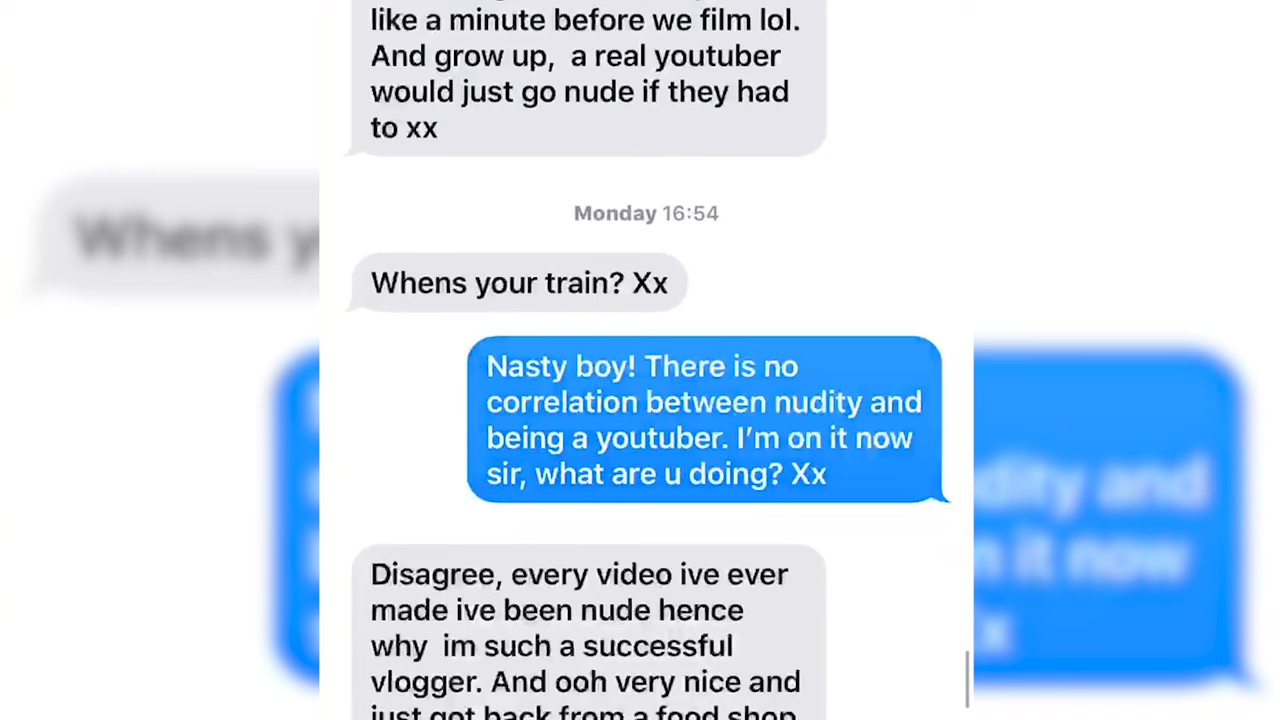 like a minute before we film lol.
And grow up,  a real youtuber
would just go nude if they had
to xx
Monday 16:54
Whens your train? Xx
Nasty boy! There is no
correlation between nudity and
being a youtuber. I’m on it now
sir, what are u doing? Xx
Disagree, every video ive ever
made ive been nude hence
why  im such a successful
vlogger. And ooh very nice and
just got back from a food shop